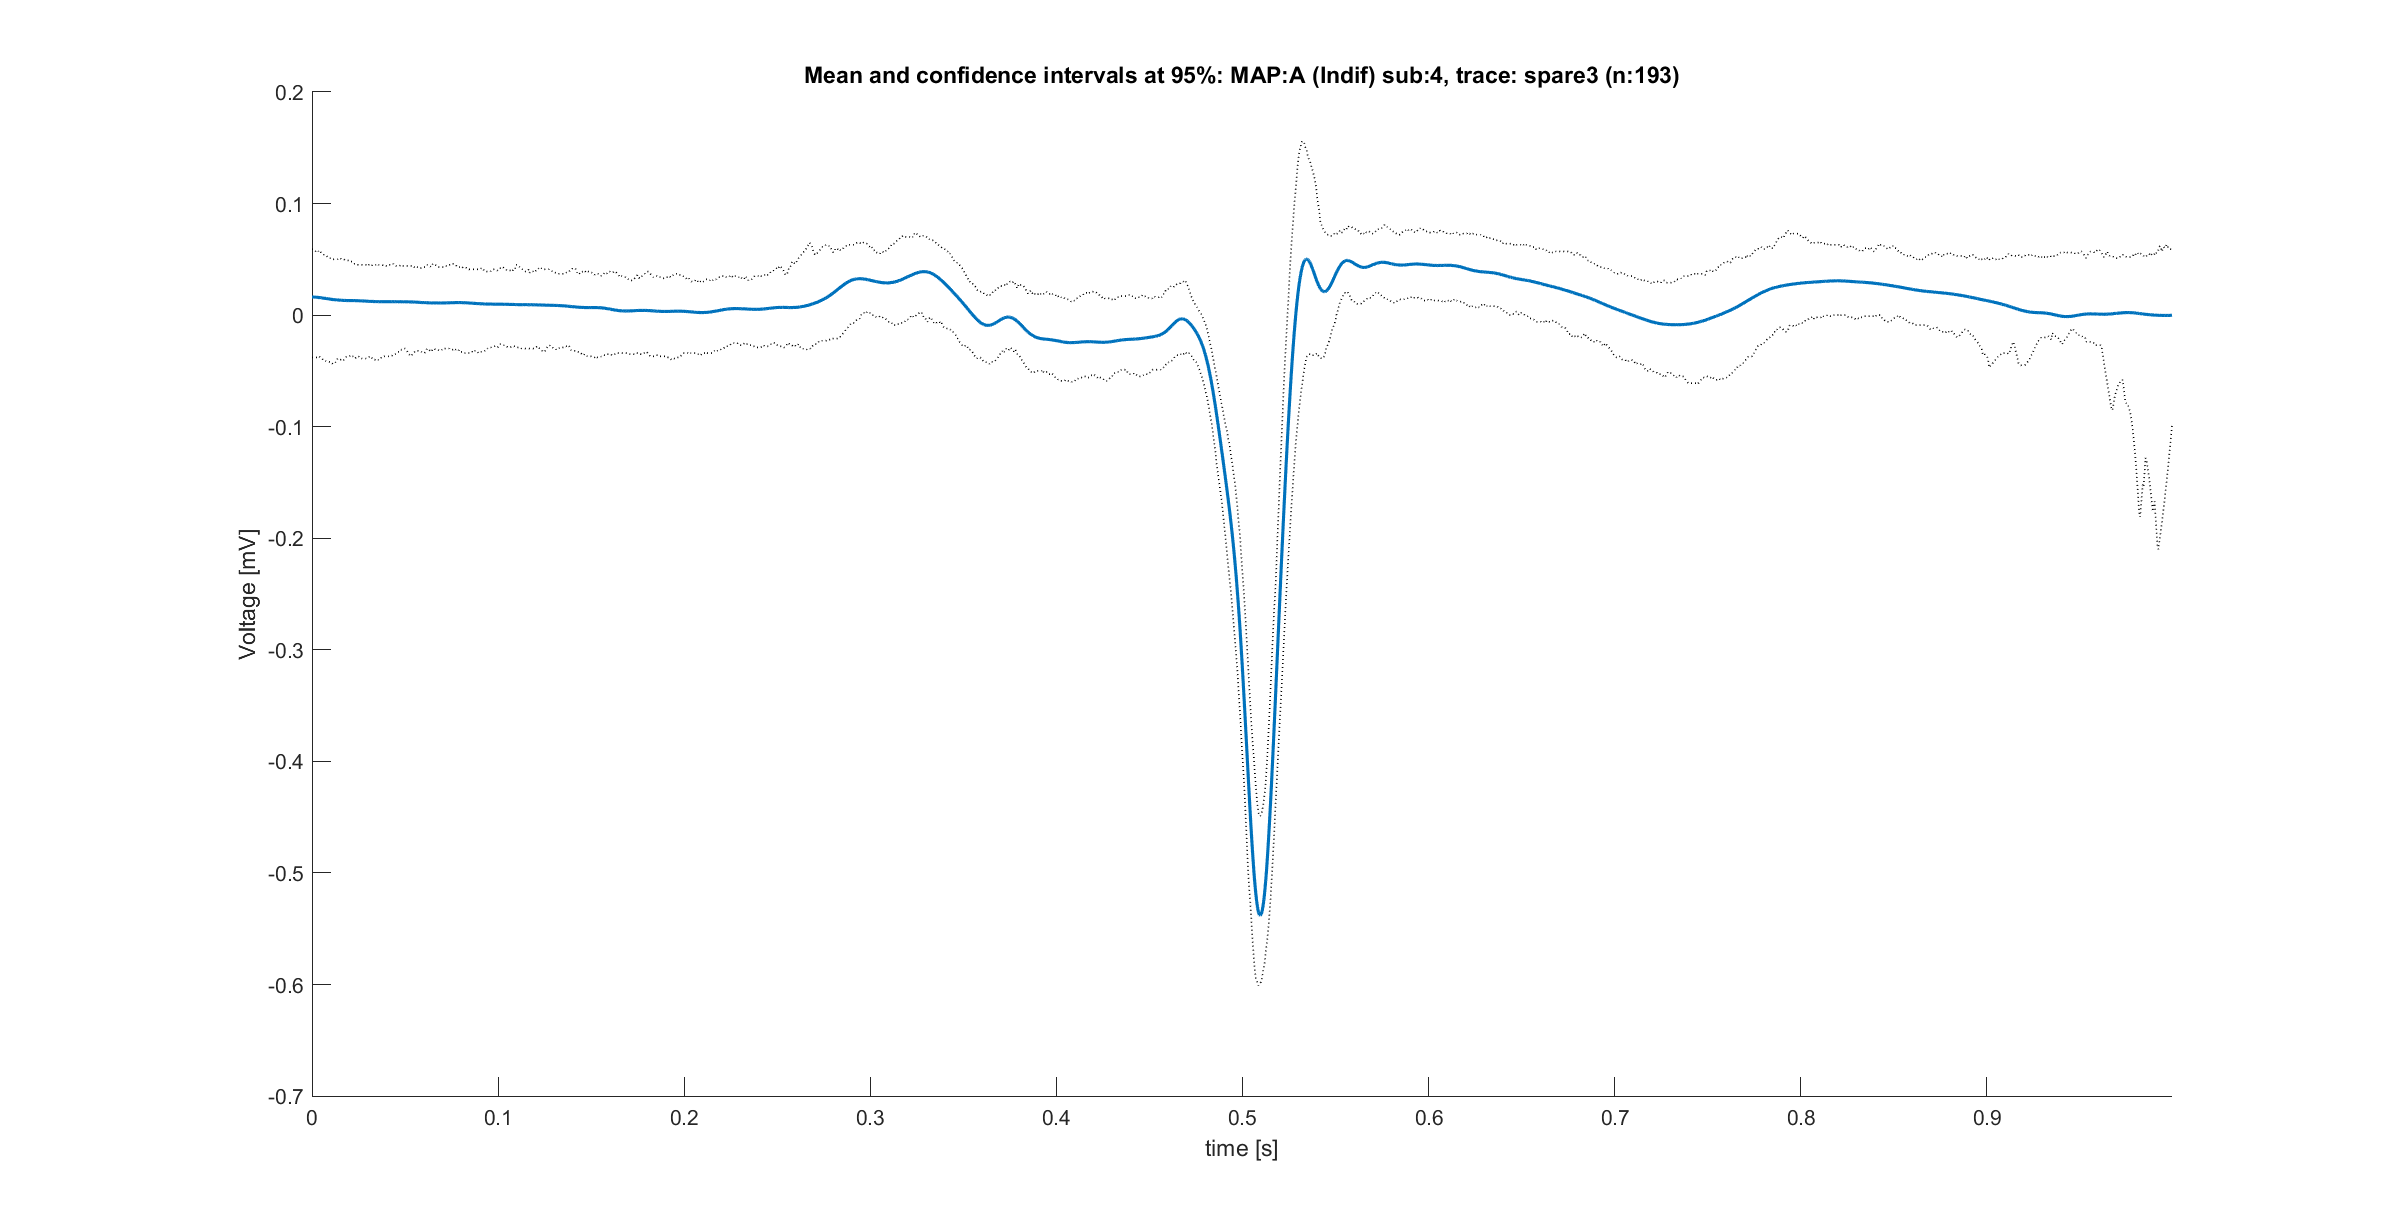 Mean and confidence intervals at 95%: MAP:A (Indif) sub:4, trace: spare3 (n:193)
0.2
0.1
0
-0.1
-0.2
-0.3
-0.4
-0.5
-0.6
-0.7
Voltage [mV]
0 0.1 0.2 0.3 0.4 0.5 0.6 0.7 0.8 0.9
time [s]